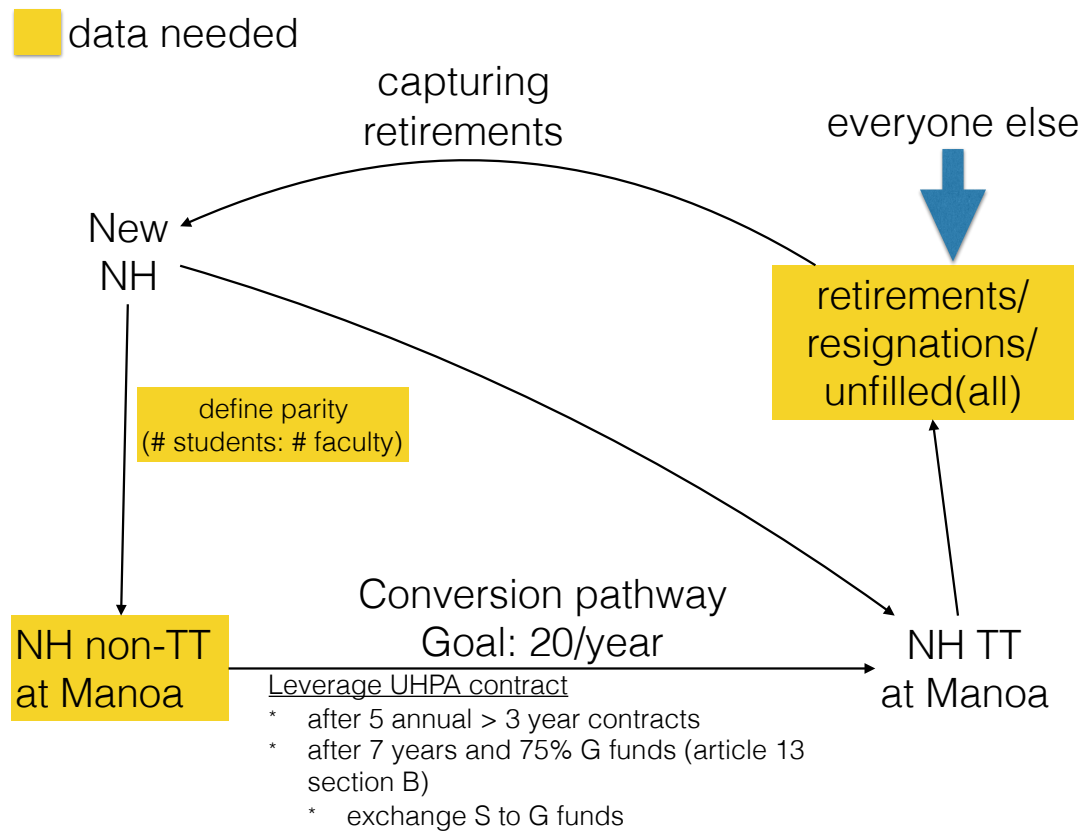 data needed
capturing
retirements
everyone else
New
NH
retirements/
resignations/
unfilled(all)
define parity
(# students: # faculty)
Conversion pathway
Goal: 20/year
NH non-TT
at Manoa
NH TT
at Manoa
Leverage UHPA contract
* after 5 annual > 3 year contracts
* after 7 years and 75% G funds (article 13
section B)
* exchange S to G funds